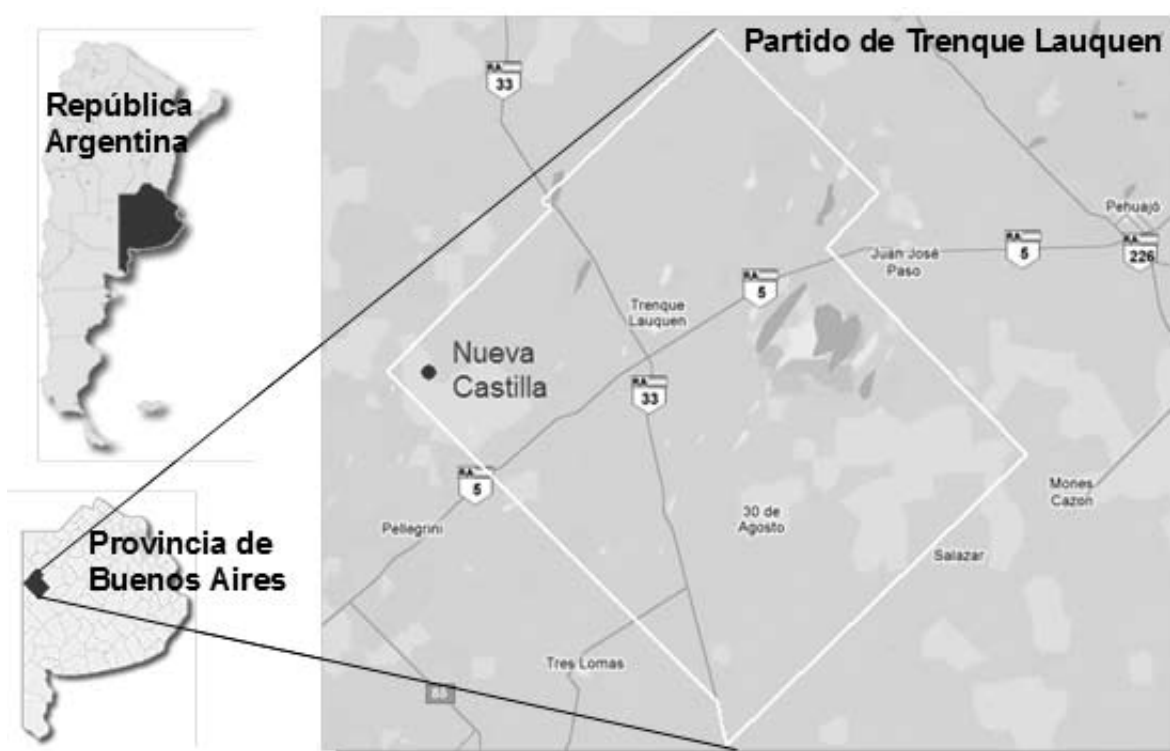 República
Argentina
Partido de Trenque Lauquen
R.A.
33
Pehuajó
R.A.
226
R.A.
5
Juan José
Paso
R.A.
5
Trenque
Lauquen
Nueva
Castilla
R.A.
33
R.A.
5
Mones
Cazon
30 de
Agosto
Pellegrini
Salazar
Provincia de
Buenos Aires
Tres Lomas